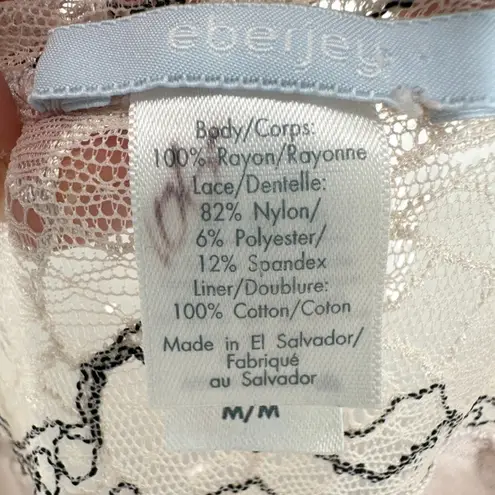 eberjey
Body/Corps:
100% Rayon/Rayonne
Lace/Dentelle:
82% Nylon/
6% Polyester/
12% Spandex
Liner/Doublure:
100% Cotton/Coton
Made in El Salvador/
Fabriqué
au Salvador
M/M